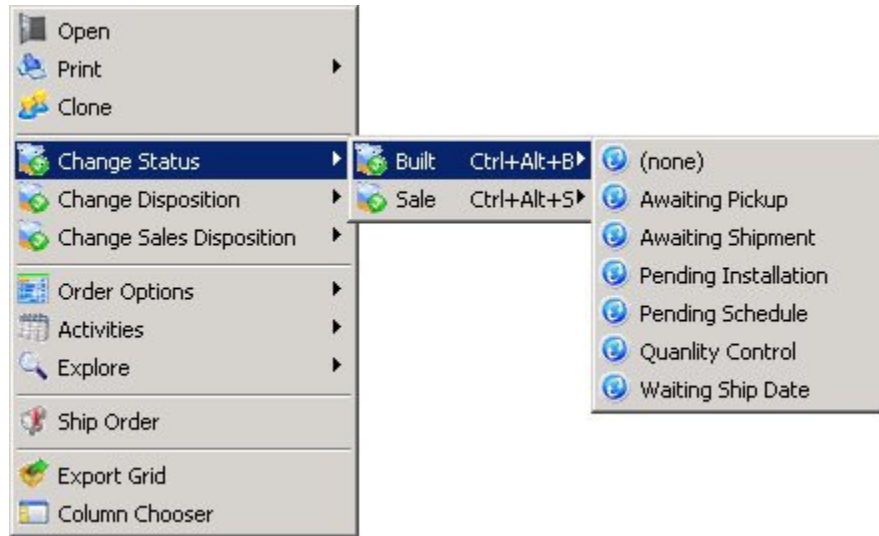 Open
Print
Clone
Change Status
Change Disposition
Change Sales Disposition
Order Options
Activities
Explore
Ship Order
Export Grid
Column Chooser
Built Ctrl+Alt+B
Sale Ctrl+Alt+S
(none)
Awaiting Pickup
Awaiting Shipment
Pending Installation
Pending Schedule
Quanlity Control
Waiting Ship Date